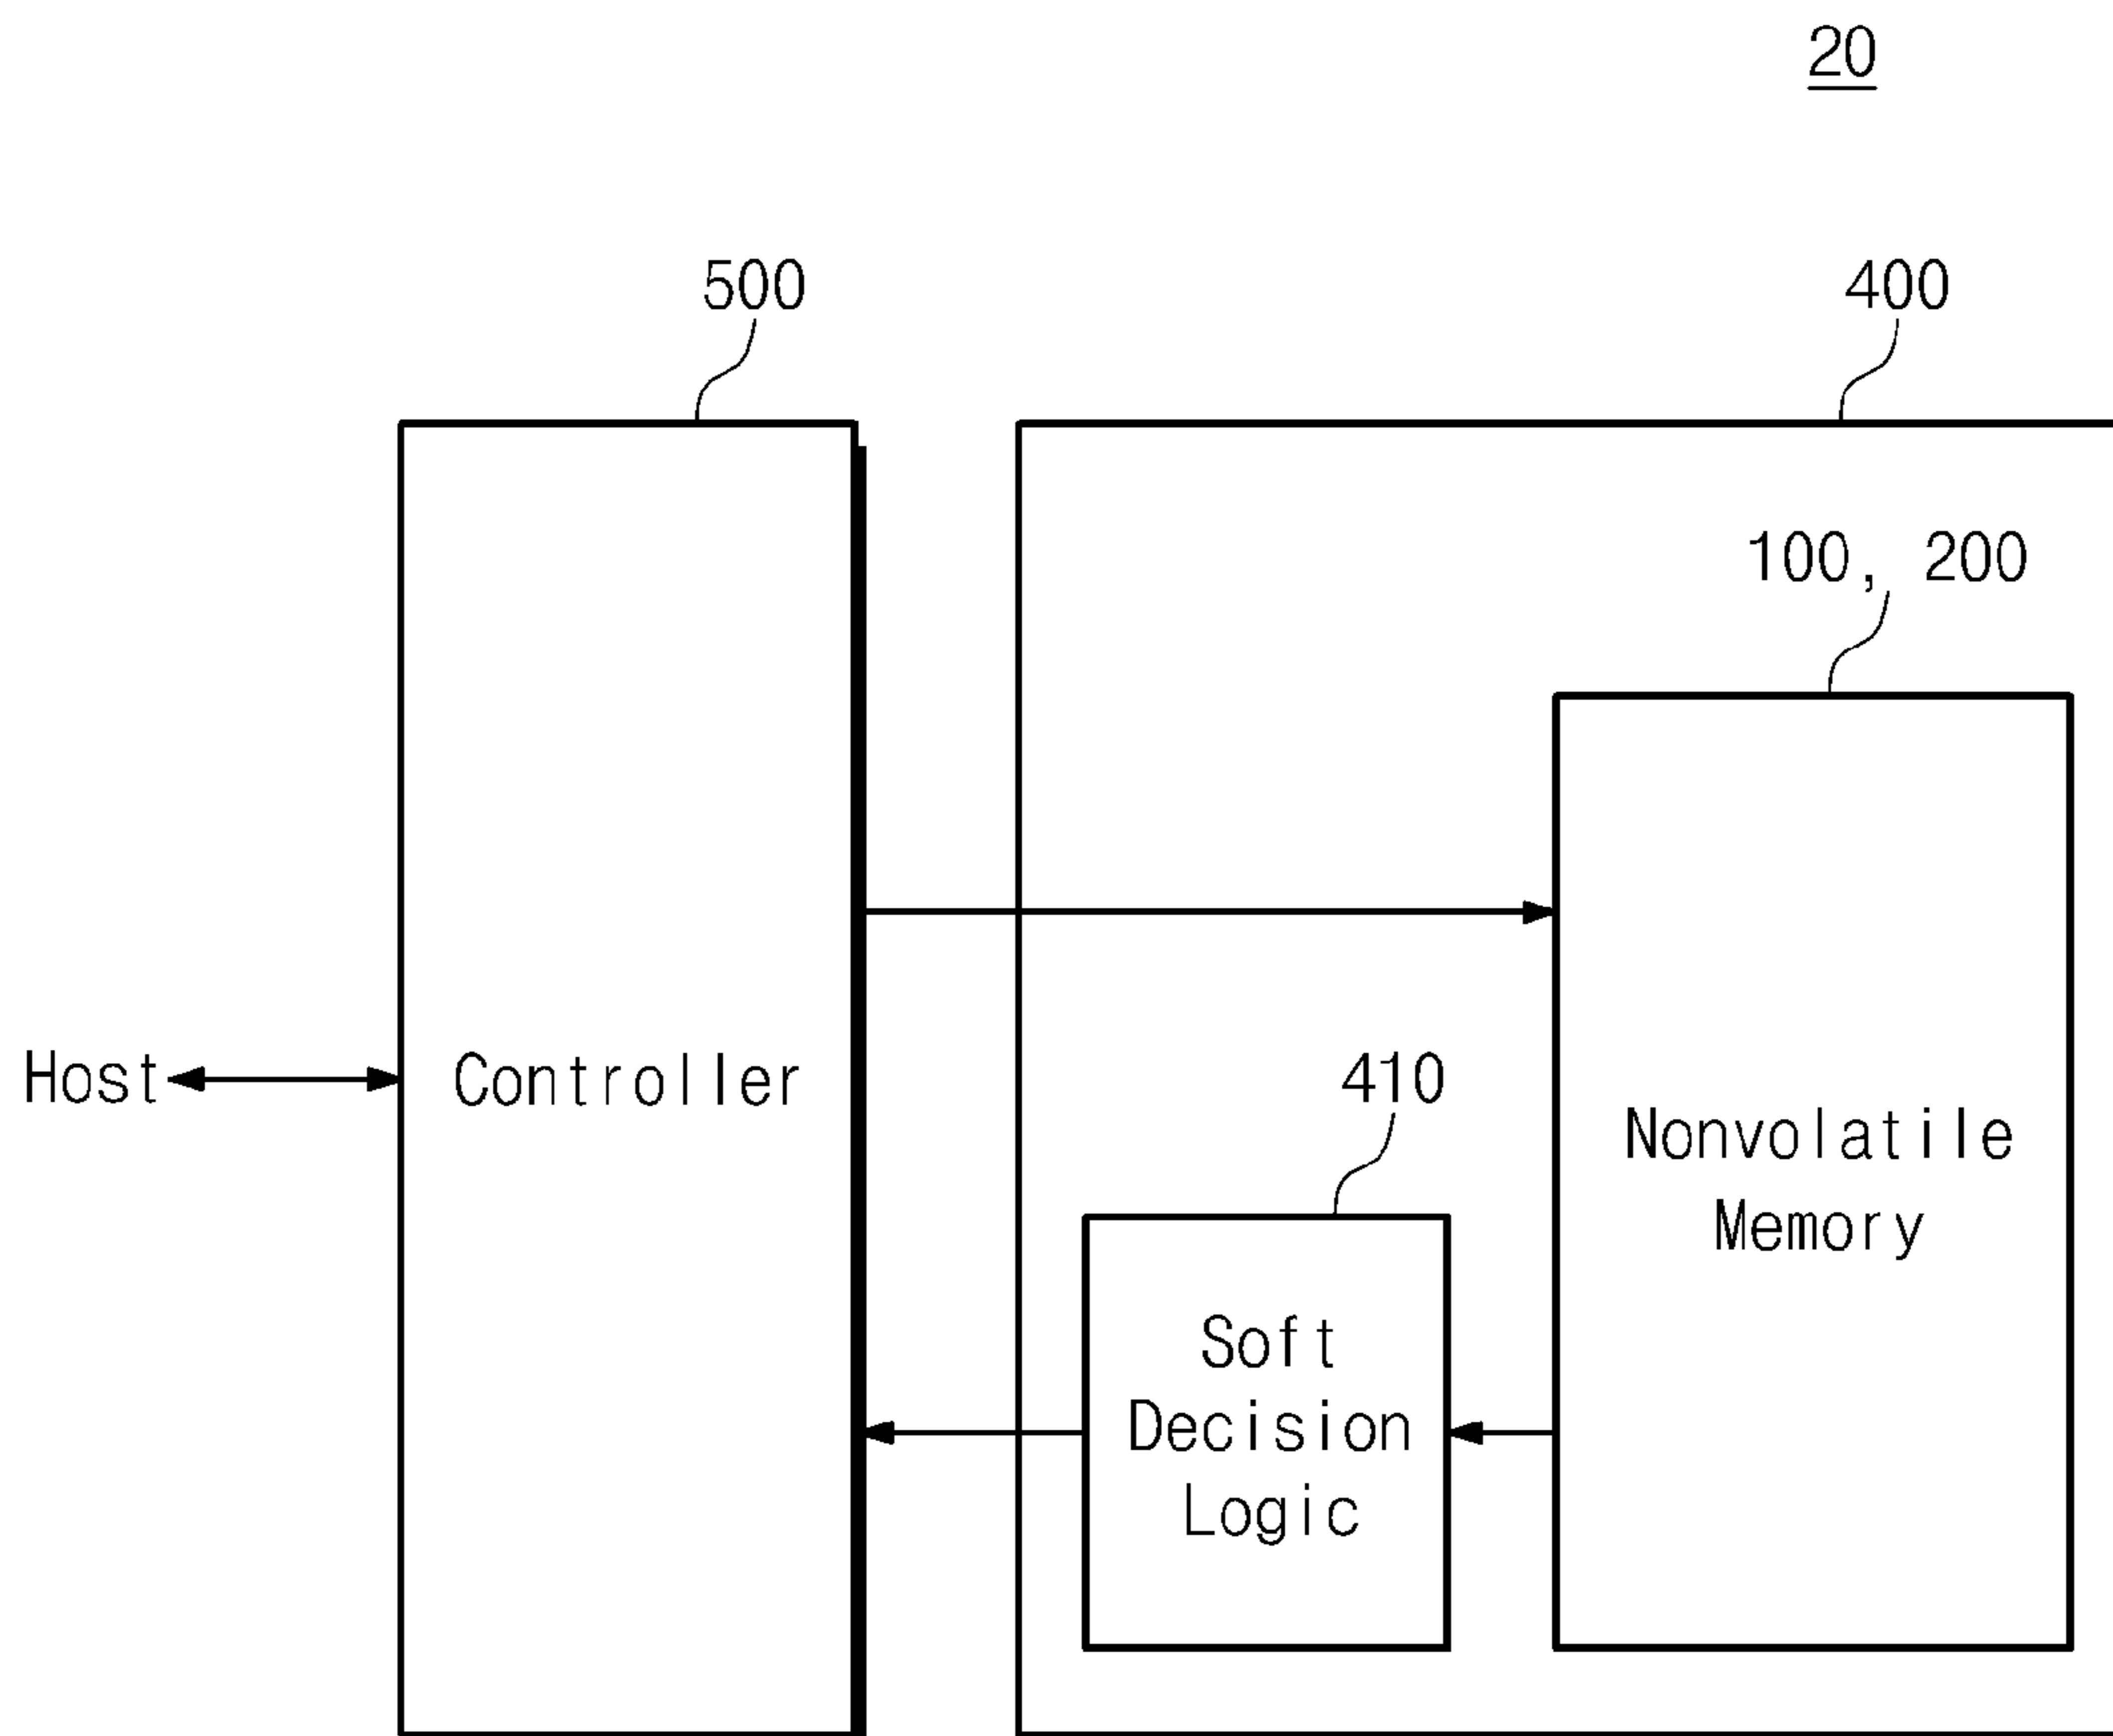 20
500
400
100, 200
Host
Controller
410
Nonvolatile
Memory
Soft
Decision
Logic